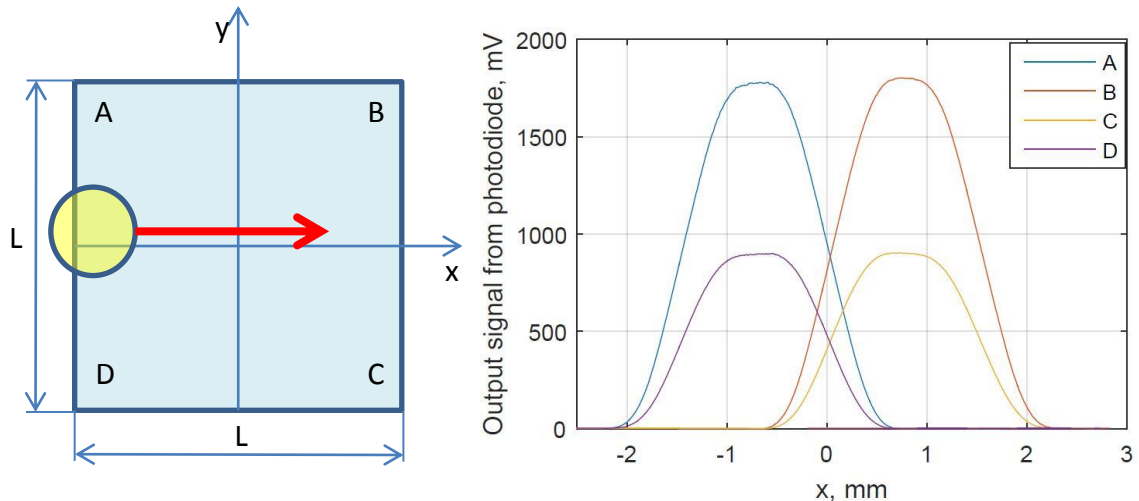 y
A
B
L
x
D
C
L
Output signal from photodiode, mV
2000
1500
1000
500
0
-2
-1
0
1
2
3
x, mm
A
B
C
D